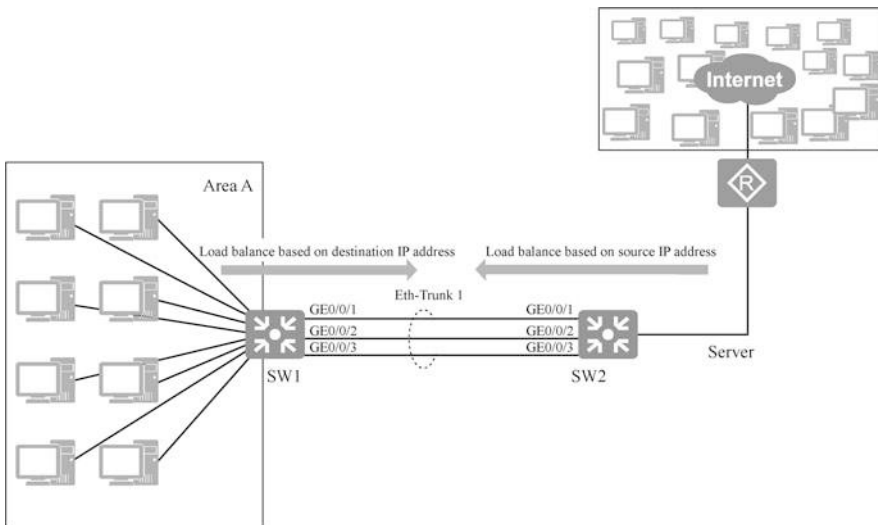 Internet
R
Area A
Load balance based on destination IP address
Load balance based on source IP address
Eth-Trunk 1
GE0/0/1
GE0/0/1
GE0/0/2
GE0/0/2
GE0/0/3
GE0/0/3
Server
SW1
SW2